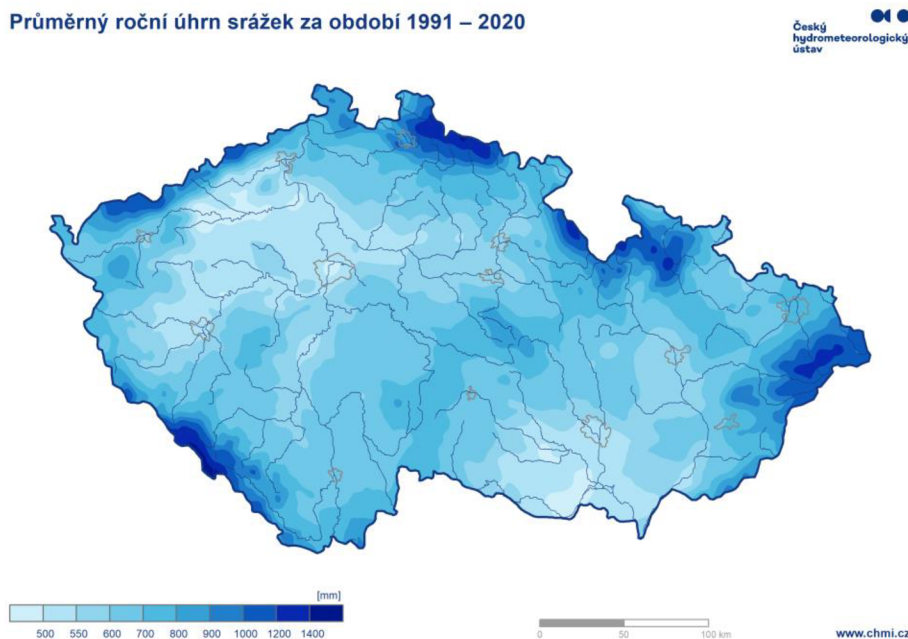 Průměrný roční úhrn srážek za období 1991 – 2020
Český
hydrometeorologický
ústav
[mm]
500 550 600 700 800 900 1000 1200 1400
0 50 100 km
www.chmi.cz